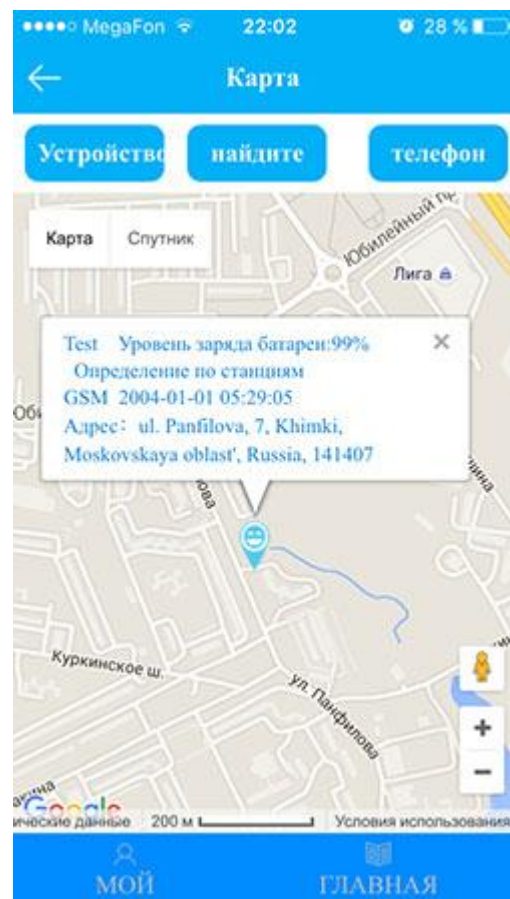 MegaFon 22:02 28 %
Карта
Устройство найдите телефон
Карта Спутник
Юбилейный пр
Лига
Test Уровень заряда батареи:99%
Определение по станциям
GSM 2004-01-01 05:29:05
Адрес: ul. Panfilova, 7, Khimki,
Moskovskaya oblast', Russia, 141407
Куркинское ш.
ул. Панфилова
Google
ические данные 200 м Условия использования
МОЙ ГЛАВНАЯ